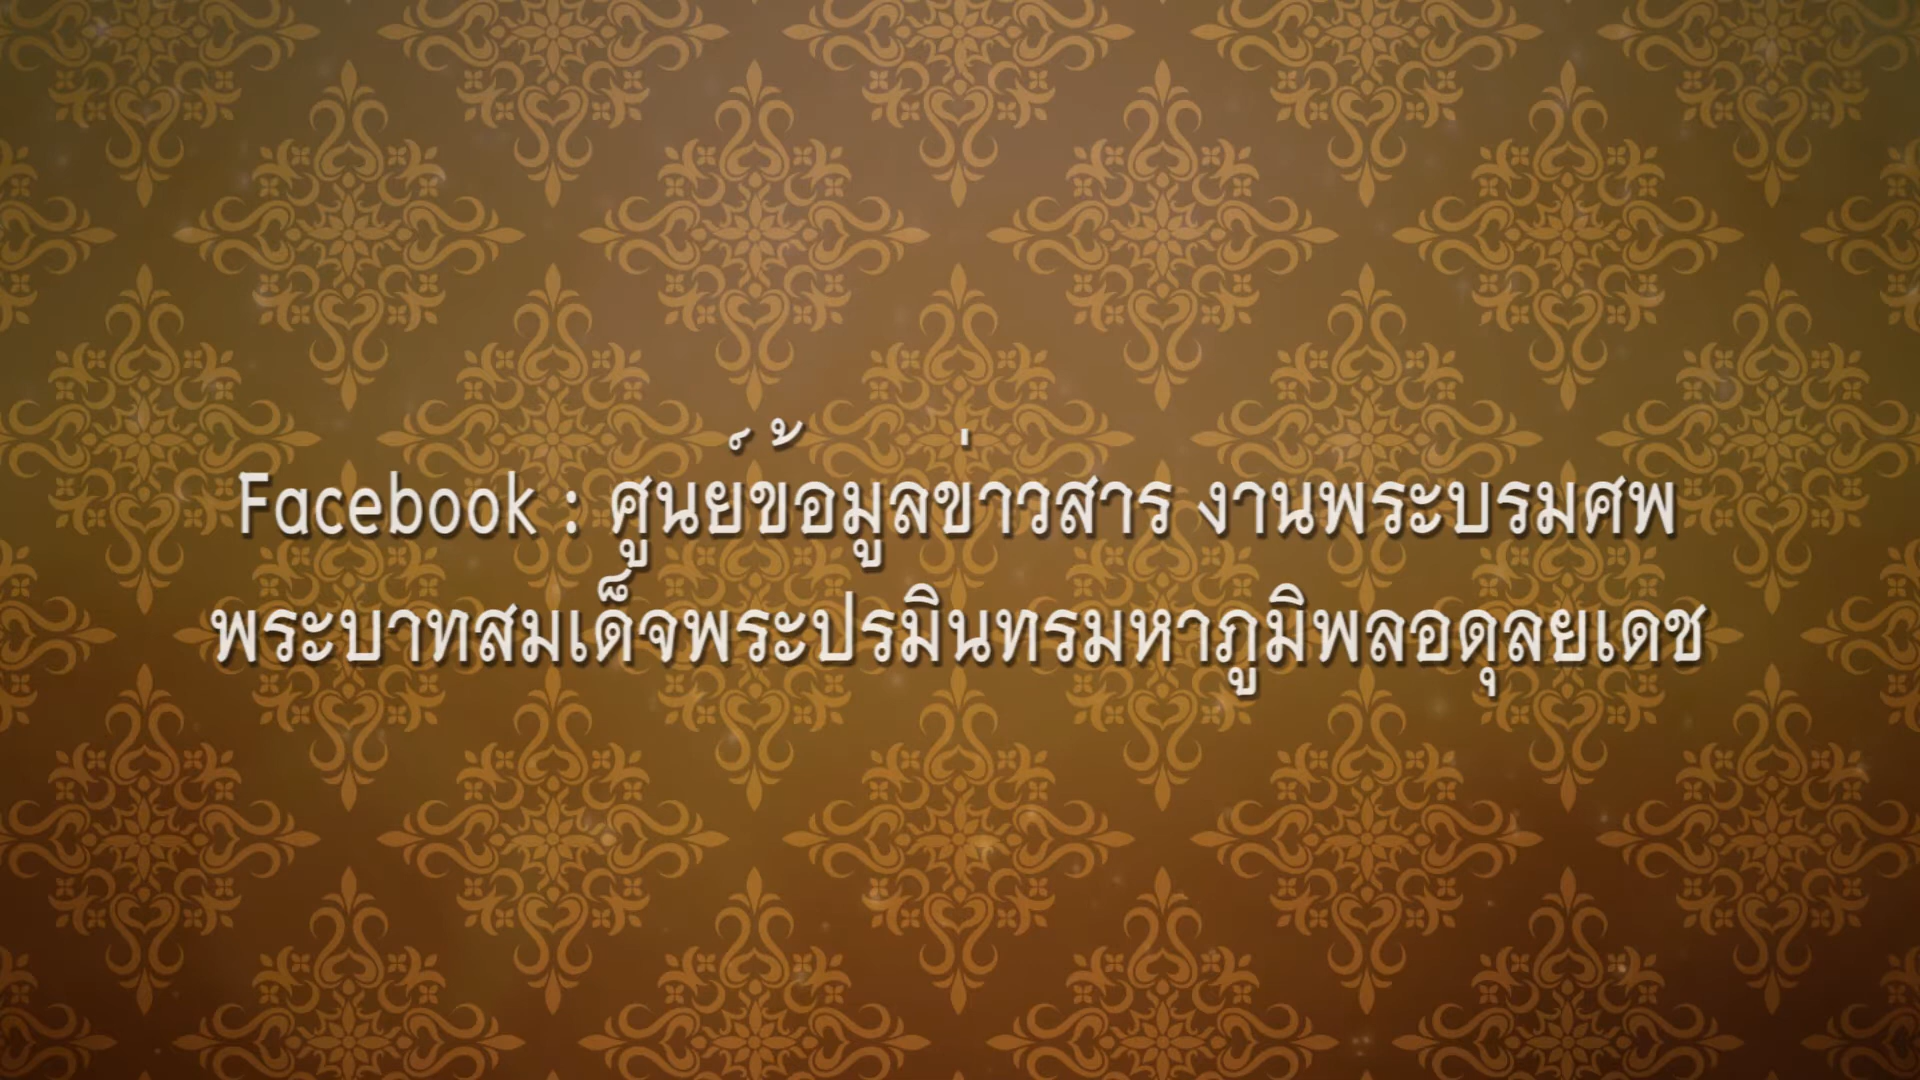 Facebook : ศูนย์ข้อมูลข่าวสาร งานพระบรมศพ
พระบาทสมเด็จพระปรมินทรมหาภูมิพลอดุลยเดช